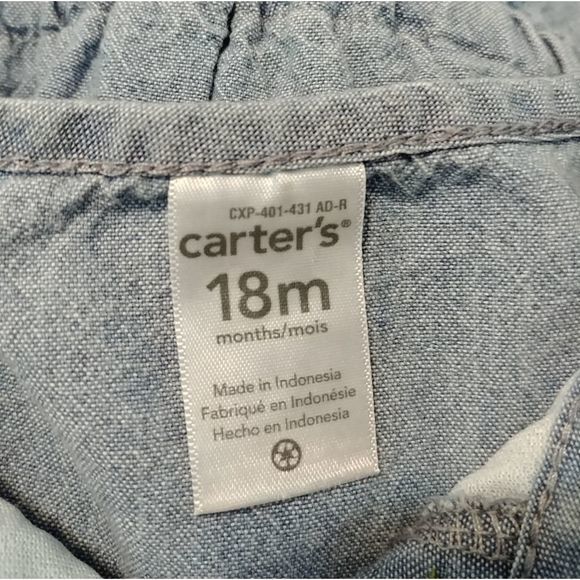 CXP-401-431 AD-R
carter's®
18m
months/mois
Made in Indonesia
Fabriqué en Indonésie
Hecho en Indonesia